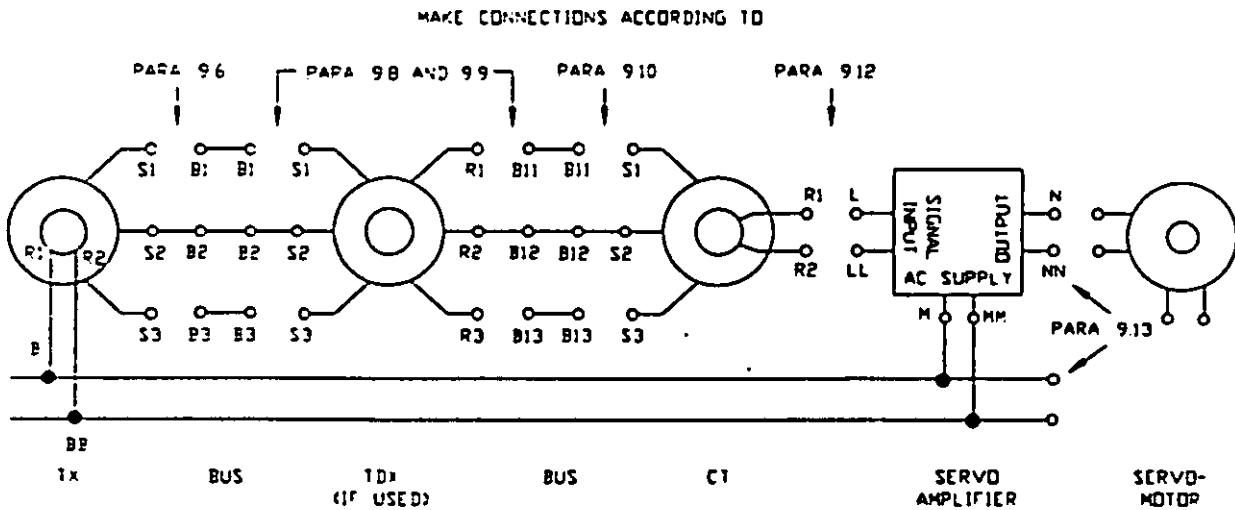 MAKE CONNECTIONS ACCORDING TO
PARA 9.6 PARA 9.8 AND 9.9 PARA 9.10 PARA 9.12
S1 B1 B1 S1 R1 B11 B11 S1
R1 L N
R1 R2 S2 B2 B2 S2 R2 B12 B12 S2
R2 LL NN
SIGNAL INPUT OUTPUT
AC SUPPLY
M MM
PARA 9.13
S3 B3 B3 S3 R3 B13 B13 S3
B
BB
TX BUS TDX BUS CT SERVO SERVO-
(IF USED) AMPLIFIER MOTOR